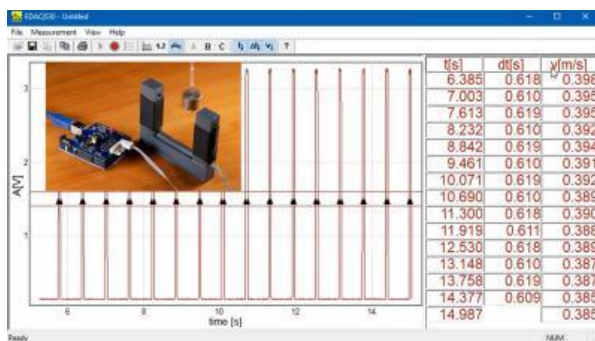 EDAQ530 - Untitled
File Measurement View Help
1.2 A B C t¡ Δt¡ v¡ ?
A[V]
3
2
1
6 8 10 12 14
time [s]
t[s] dt[s] v[m/s]
6.385 0.618 0.398
7.003 0.610 0.395
7.613 0.619 0.395
8.232 0.610 0.392
8.842 0.619 0.394
9.461 0.610 0.391
10.071 0.619 0.392
10.690 0.610 0.389
11.300 0.618 0.390
11.919 0.611 0.388
12.530 0.618 0.389
13.148 0.610 0.387
13.758 0.619 0.387
14.377 0.609 0.385
14.987 0.385
Ready NUM